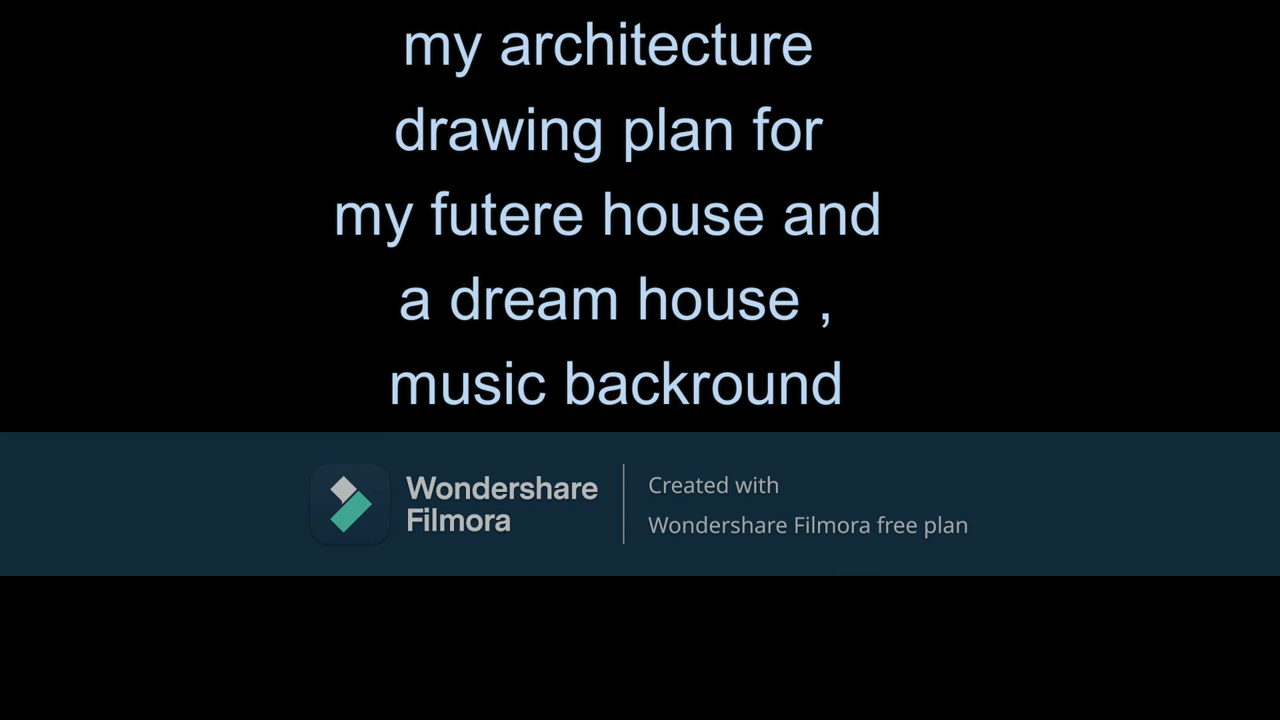 my architecture
drawing plan for
my futere house and
a dream house ,
music backround
Wondershare
Filmora
Created with
Wondershare Filmora free plan